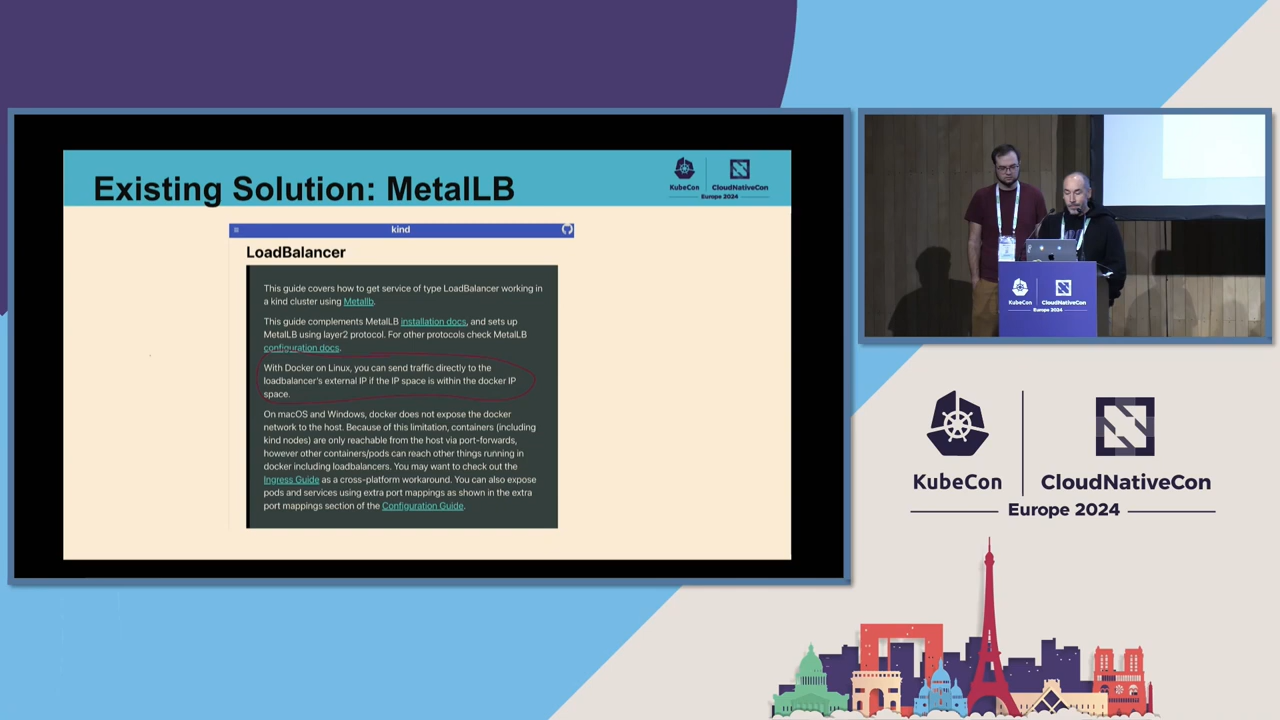 Existing Solution: MetalLB
KubeCon
CloudNativeCon
Europe 2024
kind
LoadBalancer
This guide covers how to get service of type LoadBalancer working in
a kind cluster using Metallb.
This guide complements MetalLB installation docs, and sets up
MetalLB using layer2 protocol. For other protocols check MetalLB
configuration docs.
With Docker on Linux, you can send traffic directly to the
loadbalancer's external IP if the IP space is within the docker IP
space.
On macOS and Windows, docker does not expose the docker
network to the host. Because of this limitation, containers (including
kind nodes) are only reachable from the host via port-forwards,
however other containers/pods can reach other things running in
docker including loadbalancers. You may want to check out the
Ingress Guide as a cross-platform workaround. You can also expose
pods and services using extra port mappings as shown in the extra
port mappings section of the Configuration Guide.
KubeCon
CloudNativeCon
Europe 2024
KubeCon
CloudNativeCon
Europe 2024